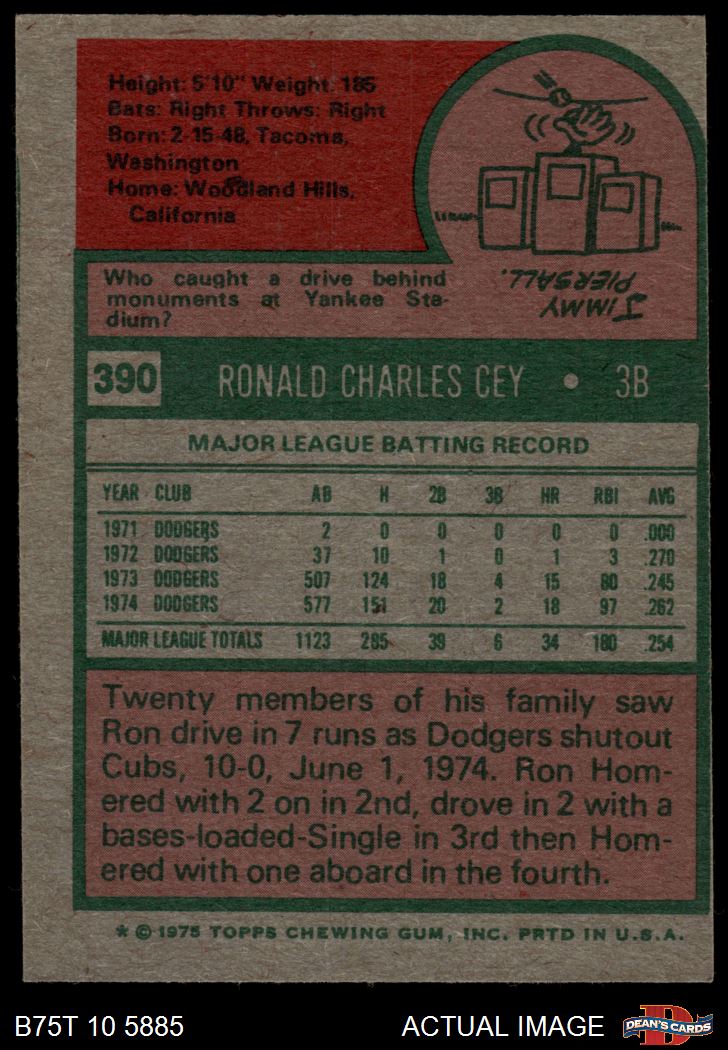 Height: 5'10" Weight: 185
Bats: Right Throws: Right
Born: 2-15-48, Tacoma,
Washington
Home: Woodland Hills,
California
Who caught a drive behind
monuments at Yankee Sta-
dium?
JIMMY
PIERSALL.
390 RONALD CHARLES CEY • 3B
MAJOR LEAGUE BATTING RECORD
YEAR CLUB AB H 2B 3B HR RBI AVG
1971 DODGERS 2 0 0 0 0 0 .000
1972 DODGERS 37 10 1 0 1 3 .270
1973 DODGERS 507 124 18 4 15 80 .245
1974 DODGERS 577 151 20 2 18 97 .262
MAJOR LEAGUE TOTALS 1123 285 39 6 34 180 .254
Twenty members of his family saw
Ron drive in 7 runs as Dodgers shutout
Cubs, 10-0, June 1, 1974. Ron Hom-
ered with 2 on in 2nd, drove in 2 with a
bases-loaded-Single in 3rd then Hom-
ered with one aboard in the fourth.
* © 1975 TOPPS CHEWING GUM, INC. PRTD IN U.S.A.
B75T 10 5885 ACTUAL IMAGE D DEAN'S CARDS